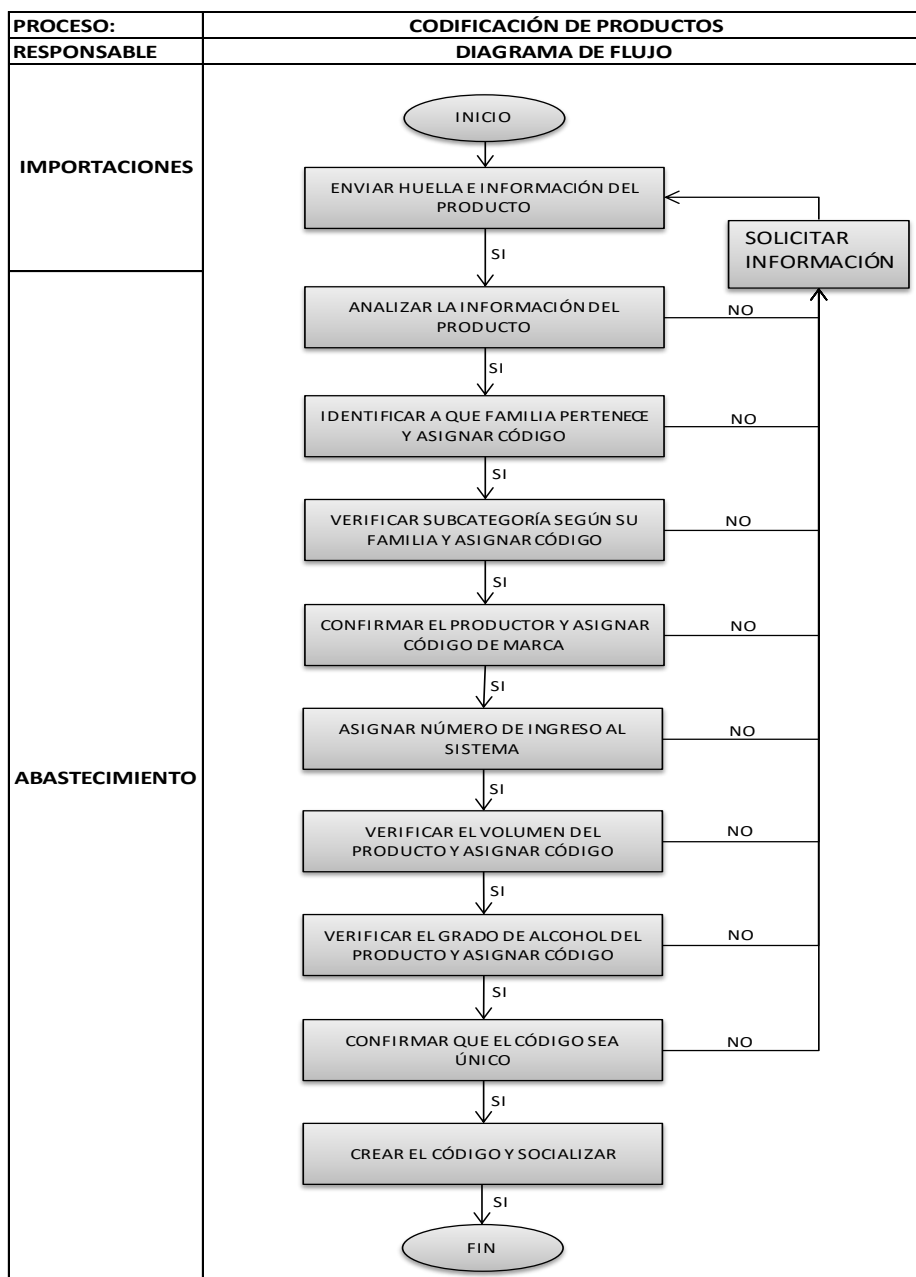 PROCESO:
CODIFICACIÓN DE PRODUCTOS
RESPONSABLE
DIAGRAMA DE FLUJO
IMPORTACIONES
INICIO
ENVIAR HUELLA E INFORMACIÓN DEL
PRODUCTO
SOLICITAR
INFORMACIÓN
SI
ANALIZAR LA INFORMACIÓN DEL
PRODUCTO
NO
SI
IDENTIFICAR A QUE FAMILIA PERTENECE
Y ASIGNAR CÓDIGO
NO
SI
VERIFICAR SUBCATEGORÍA SEGÚN SU
FAMILIA Y ASIGNAR CÓDIGO
NO
SI
CONFIRMAR EL PRODUCTOR Y ASIGNAR
CÓDIGO DE MARCA
NO
SI
ASIGNAR NÚMERO DE INGRESO AL
SISTEMA
NO
ABASTECIMIENTO
SI
VERIFICAR EL VOLUMEN DEL
PRODUCTO Y ASIGNAR CÓDIGO
NO
SI
VERIFICAR EL GRADO DE ALCOHOL DEL
PRODUCTO Y ASIGNAR CÓDIGO
NO
SI
CONFIRMAR QUE EL CÓDIGO SEA
ÚNICO
NO
SI
CREAR EL CÓDIGO Y SOCIALIZAR
SI
FIN